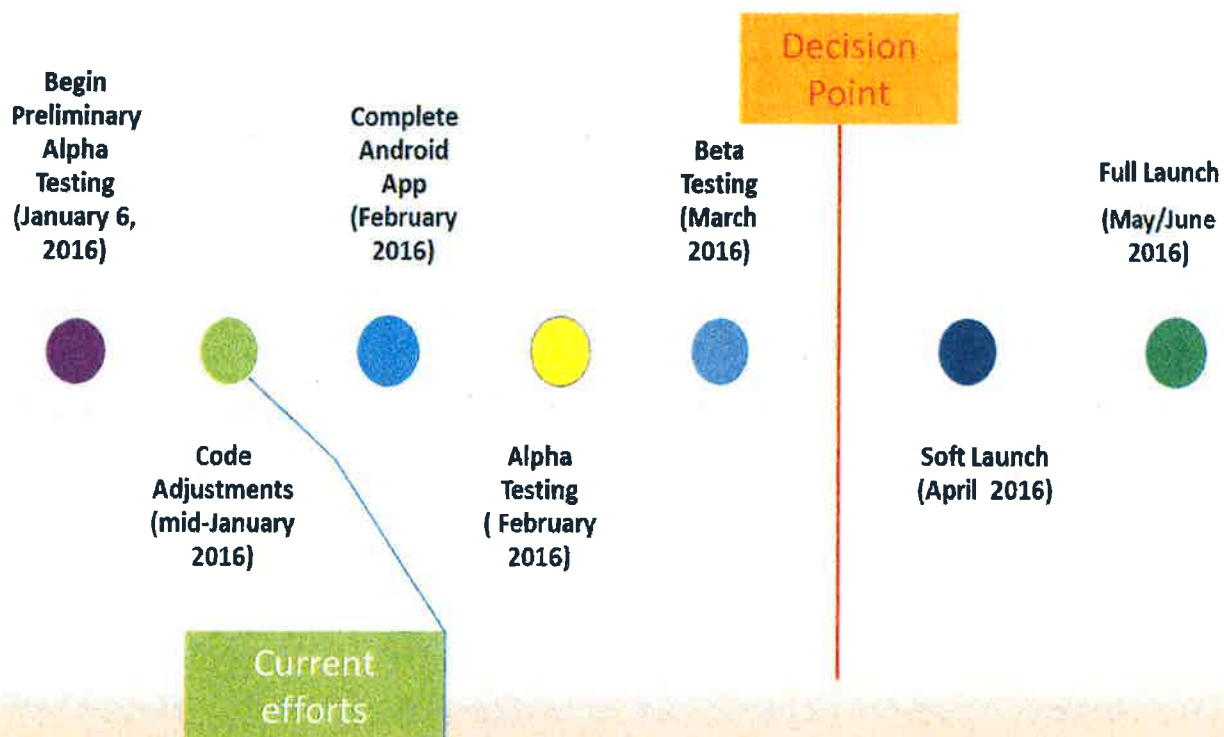 Begin
Preliminary
Alpha
Testing
(January 6,
2016)
Code
Adjustments
(mid-January
2016)
Complete
Android
App
(February
2016)
Alpha
Testing
( February
2016)
Beta
Testing
(March
2016)
Decision
Point
Soft Launch
(April 2016)
Full Launch
(May/June
2016)
Current
efforts